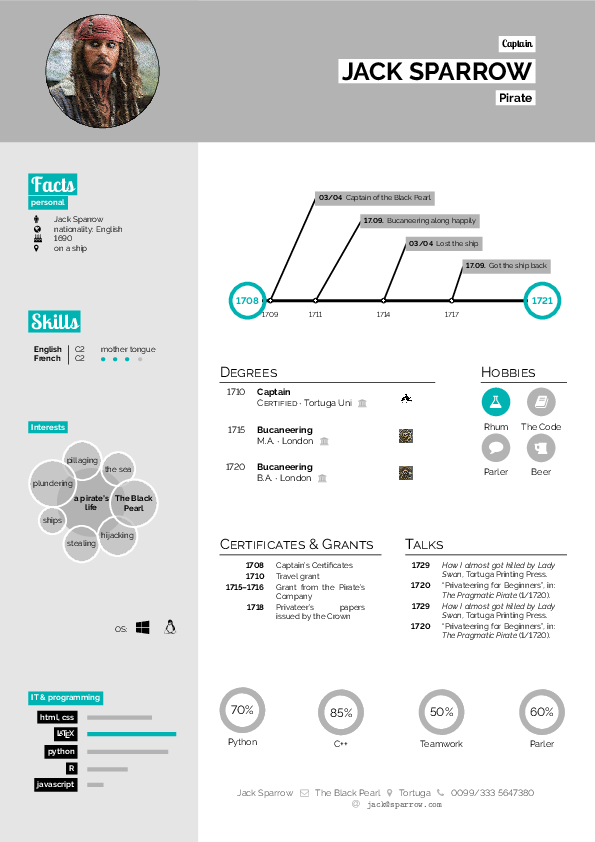 Captain
JACK SPARROW
Pirate
Facts
personal
Jack Sparrow
nationality: English
1690
on a ship
Skills
English C2 mother tongue
French C2
Interests
pillaging
the sea
plundering
a pirate's
life
The Black
Pearl
ships
hijacking
stealing
OS:
IT & programming
html, css
LATEX
python
R
javascript
03/04 Captain of the Black Pearl
17.09. Bucaneering along happily
03/04 Lost the ship
17.09. Got the ship back
1708
1721
1709
1711
1714
1717
DEGREES
1710 Captain
CERTIFIED · Tortuga Uni
1715 Bucaneering
M.A. · London
1720 Bucaneering
B.A. · London
HOBBIES
Rhum
The Code
Parler
Beer
CERTIFICATES & GRANTS
1708 Captain's Certificates
1710 Travel grant
1715–1716 Grant from the Pirate's
Company
1718 Privateer's papers
issued by the Crown
TALKS
1729 How I almost got killed by Lady
Swan, Tortuga Printing Press.
1720 "Privateering for Beginners", in:
The Pragmatic Pirate (1/1720).
1729 How I almost got killed by Lady
Swan, Tortuga Printing Press.
1720 "Privateering for Beginners", in:
The Pragmatic Pirate (1/1720).
70%
85%
50%
60%
Python
C++
Teamwork
Parler
Jack Sparrow The Black Pearl Tortuga 0099/333 5647380
@ jack@sparrow.com